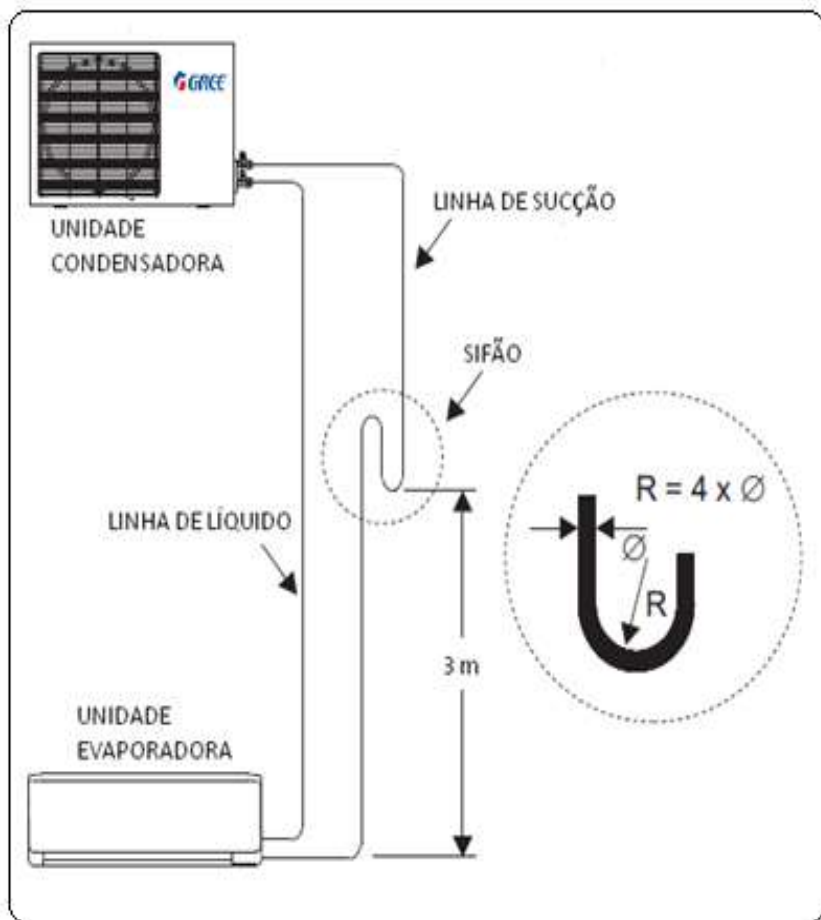 GREE
UNIDADE
CONDENSADORA
LINHA DE SUCÇÃO
SIFÃO
R = 4 x Ø
Ø
R
LINHA DE LÍQUIDO
3 m
UNIDADE
EVAPORADORA